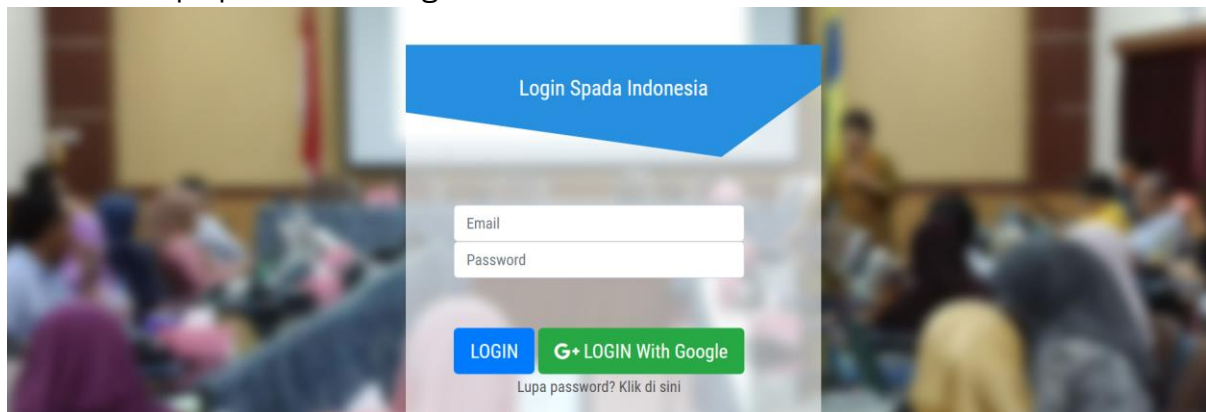 Login Spada Indonesia
Email
Password
LOGIN
G+ LOGIN With Google
Lupa password? Klik di sini